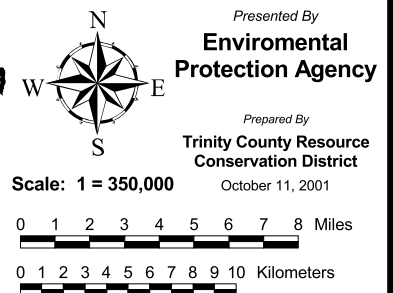 N
W E
S
Presented By
Enviromental
Protection Agency
Prepared By
Trinity County Resource
Conservation District
October 11, 2001
Scale: 1 = 350,000
0 1 2 3 4 5 6 7 8 Miles
0 1 2 3 4 5 6 7 8 9 10 Kilometers